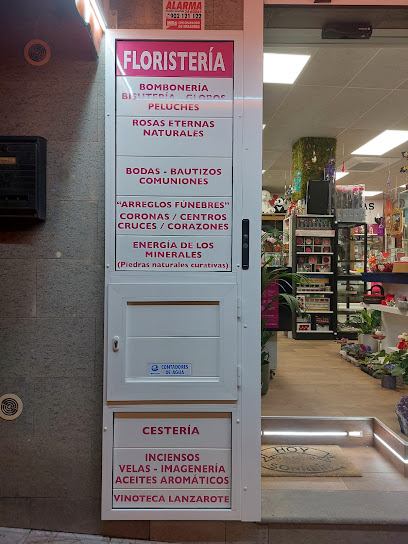 ALARMA
FLORISTERÍA
BOMBONERÍA
BISUTERÍA - GLOBOS
PELUCHES
ROSAS ETERNAS
NATURALES
BODAS - BAUTIZOS
COMUNIONES
"ARREGLOS FÚNEBRES"
CORONAS / CENTROS
CRUCES / CORAZONES
ENERGÍA DE LOS
MINERALES
(Piedras naturales curativas)
CONTADORES
DE AGUA
CESTERÍA
INCIENSOS
VELAS - IMAGENERÍA
ACEITES AROMÁTICOS
VINOTECA LANZAROTE
HOY